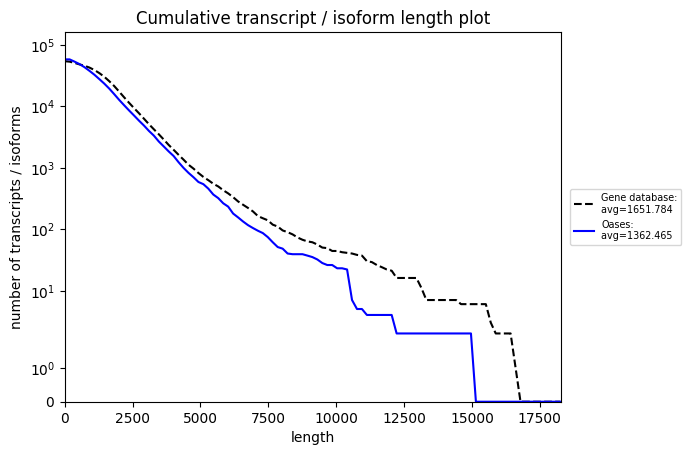 Cumulative transcript / isoform length plot
number of transcripts / isoforms
10⁵
10⁴
10³
10²
10¹
10⁰
0
0 2500 5000 7500 10000 12500 15000 17500
length
Gene database:
avg=1651.784
Oases:
avg=1362.465